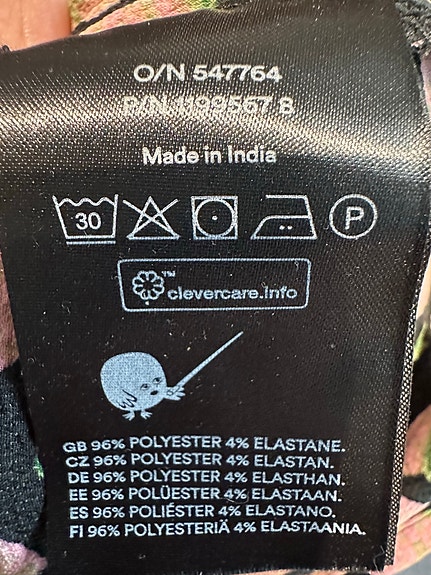 O/N 547764
P/N 1193567 8
Made in India
30 P
™ clevercare.info
GB 96% POLYESTER 4% ELASTANE.
CZ 96% POLYESTER 4% ELASTAN.
DE 96% POLYESTER 4% ELASTHAN.
EE 96% POLÜESTER 4% ELASTAAN.
ES 96% POLIÉSTER 4% ELASTANO.
FI 96% POLYESTERIÄ 4% ELASTAANIA.